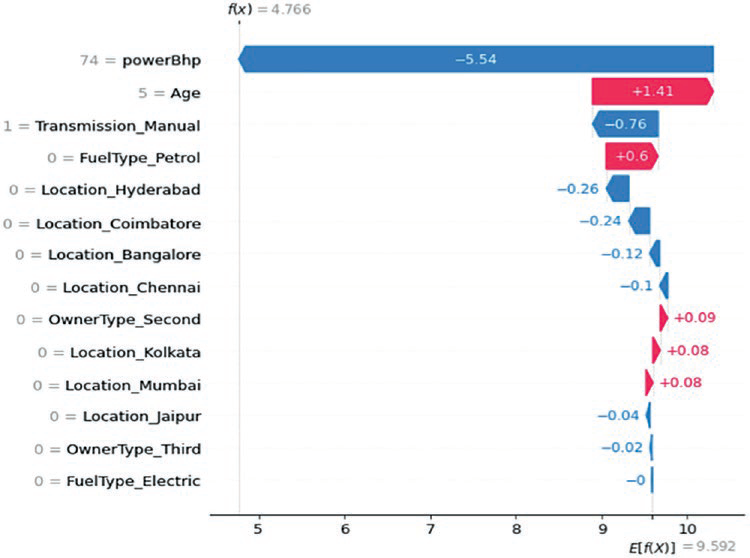 f(x) = 4.766
74 = powerBhp −5.54
5 = Age +1.41
1 = Transmission_Manual −0.76
0 = FuelType_Petrol +0.6
0 = Location_Hyderabad −0.26
0 = Location_Coimbatore −0.24
0 = Location_Bangalore −0.12
0 = Location_Chennai −0.1
0 = OwnerType_Second +0.09
0 = Location_Kolkata +0.08
0 = Location_Mumbai +0.08
0 = Location_Jaipur −0.04
0 = OwnerType_Third −0.02
0 = FuelType_Electric −0
5 6 7 8 9 10
E[f(X)] = 9.592